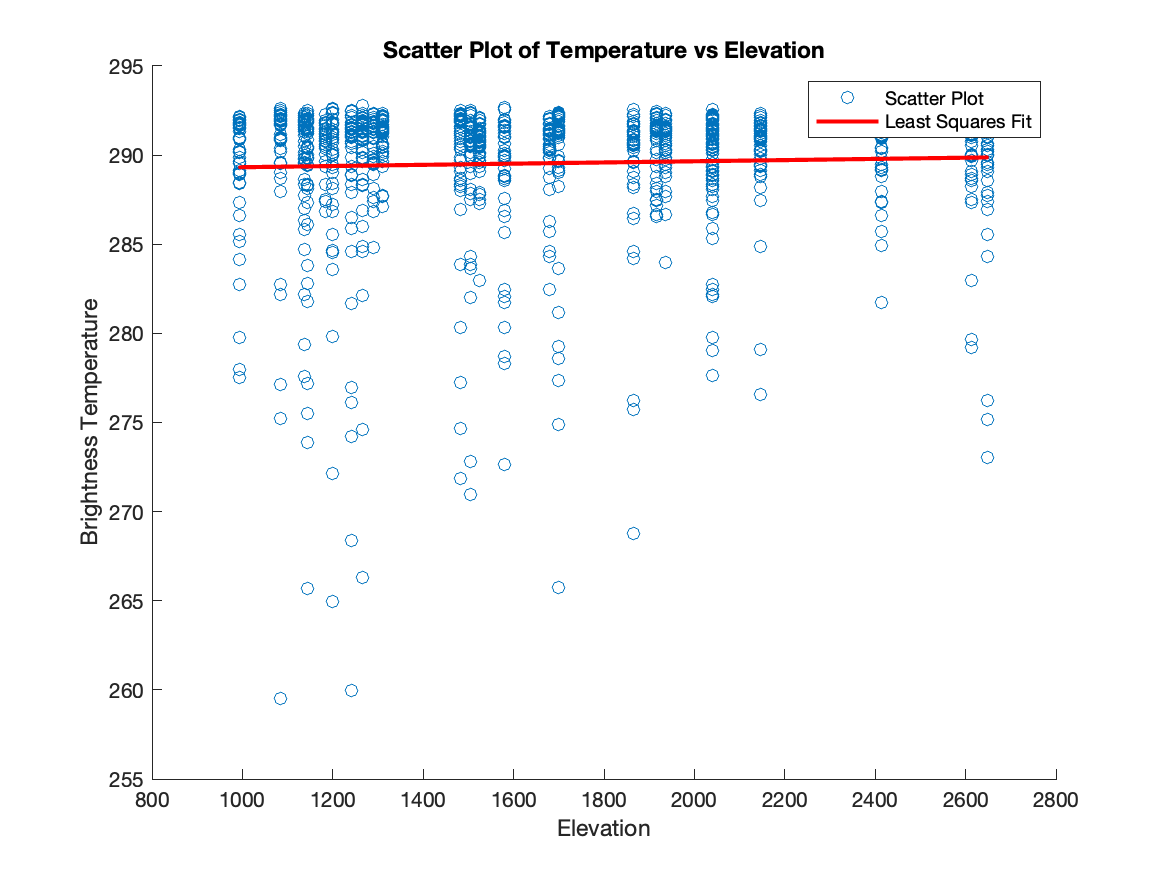 Scatter Plot of Temperature vs Elevation
295
290
285
280
275
270
265
260
255
Brightness Temperature
Scatter Plot
Least Squares Fit
800 1000 1200 1400 1600 1800 2000 2200 2400 2600 2800
Elevation